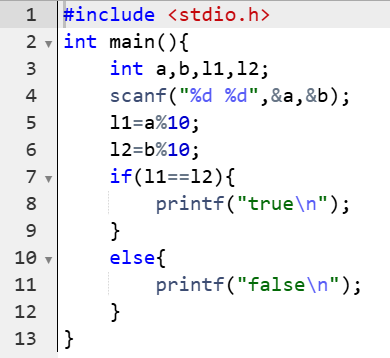 1 #include <stdio.h>
2 int main(){
3     int a,b,l1,l2;
4     scanf("%d %d",&a,&b);
5     l1=a%10;
6     l2=b%10;
7     if(l1==l2){
8         printf("true\n");
9     }
10     else{
11         printf("false\n");
12     }
13 }